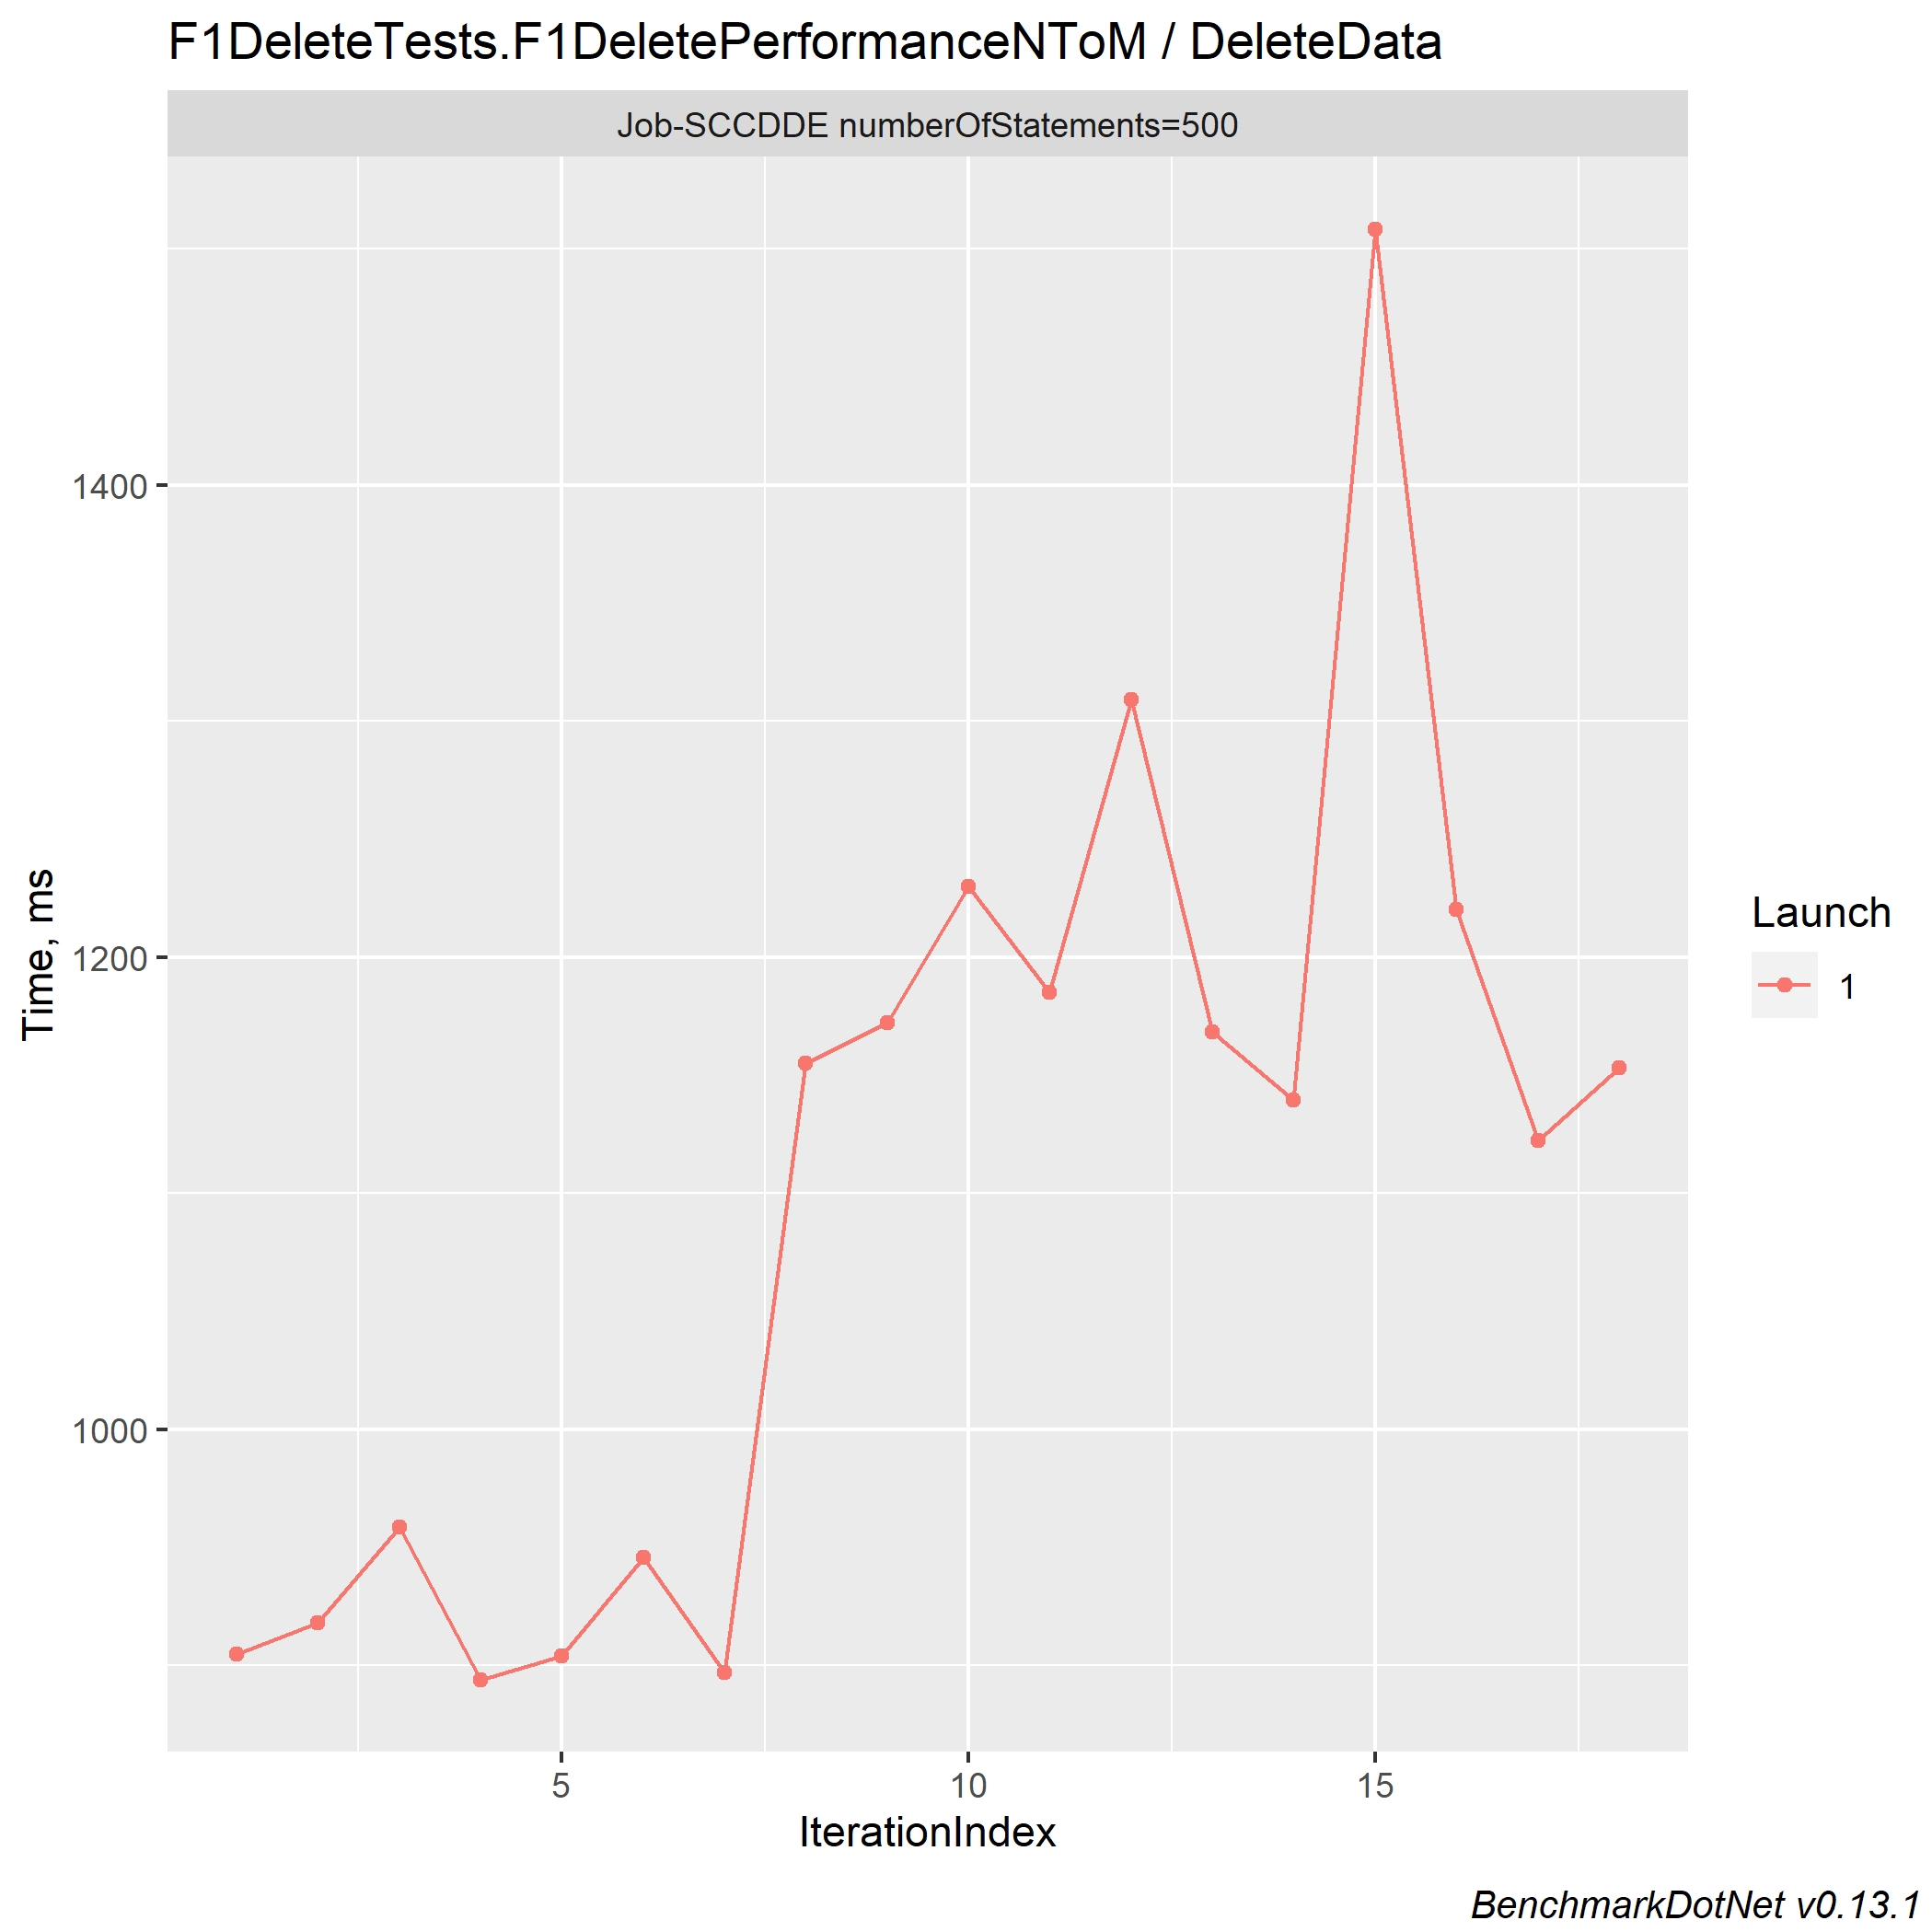 F1DeleteTests.F1DeletePerformanceNToM / DeleteData
Job-SCCDDE numberOfStatements=500
1400
1200
1000
Time, ms
5
10
15
IterationIndex
Launch
1
BenchmarkDotNet v0.13.1